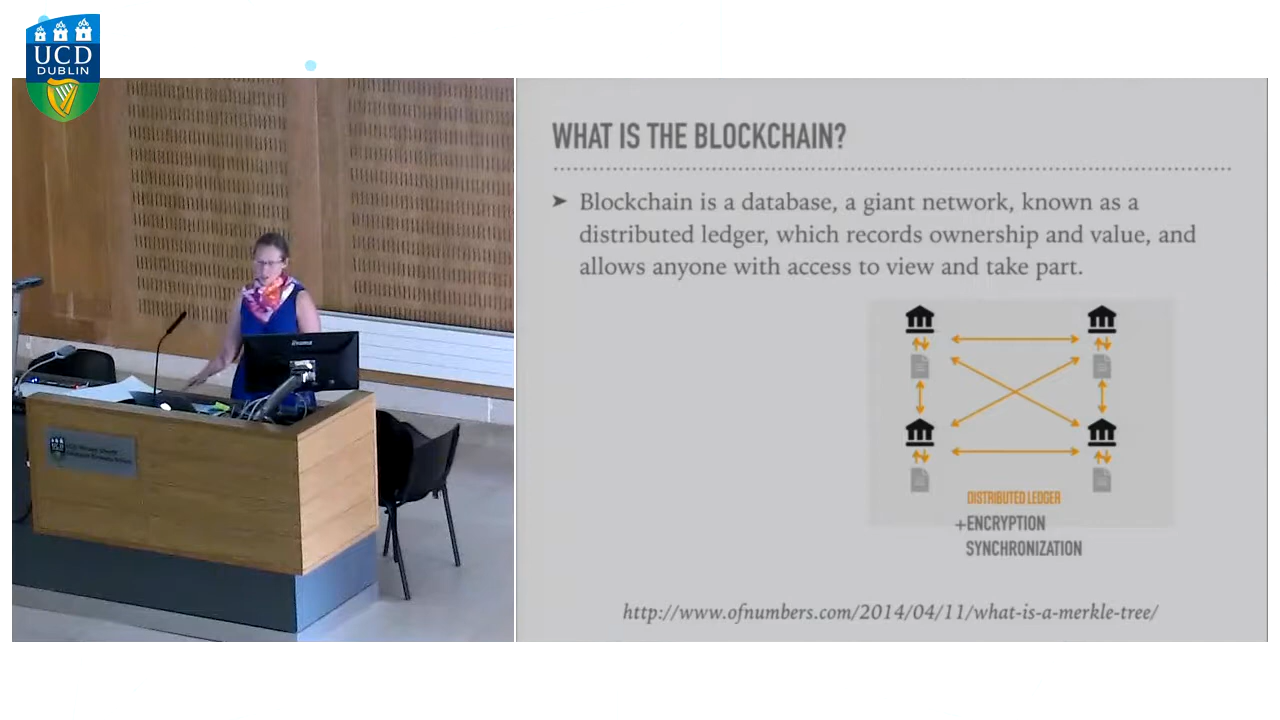 UCD
DUBLIN
WHAT IS THE BLOCKCHAIN?
➤ Blockchain is a database, a giant network, known as a
distributed ledger, which records ownership and value, and
allows anyone with access to view and take part.
DISTRIBUTED LEDGER
+ENCRYPTION
SYNCHRONIZATION
http://www.ofnumbers.com/2014/04/11/what-is-a-merkle-tree/
iiyama